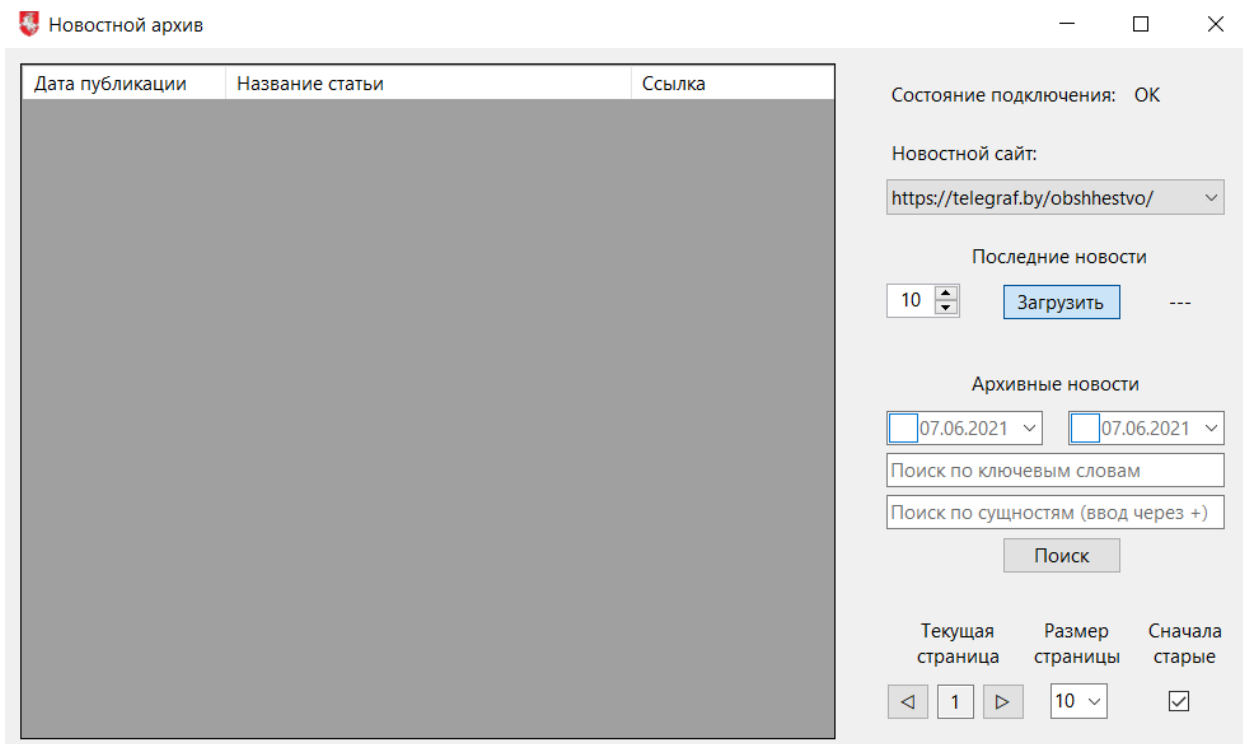 Новостной архив
Дата публикации Название статьи Ссылка
Состояние подключения: ОК
Новостной сайт:
https://telegraf.by/obshhestvo/
Последние новости
10 Загрузить ---
Архивные новости
07.06.2021 07.06.2021
Поиск по ключевым словам
Поиск по сущностям (ввод через +)
Поиск
Текущая страница
Размер страницы
Сначала старые
1 10